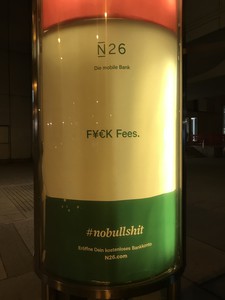 N26
Die mobile Bank.
F¥€K Fees.
#nobullshit
Eröffne Dein kostenloses Bankkonto
N26.com